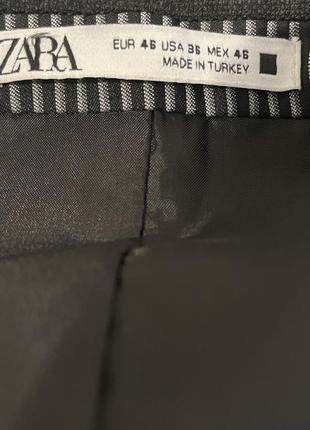 ZARA
EUR 46 USA 36 MEX 46
MADE IN TURKEY